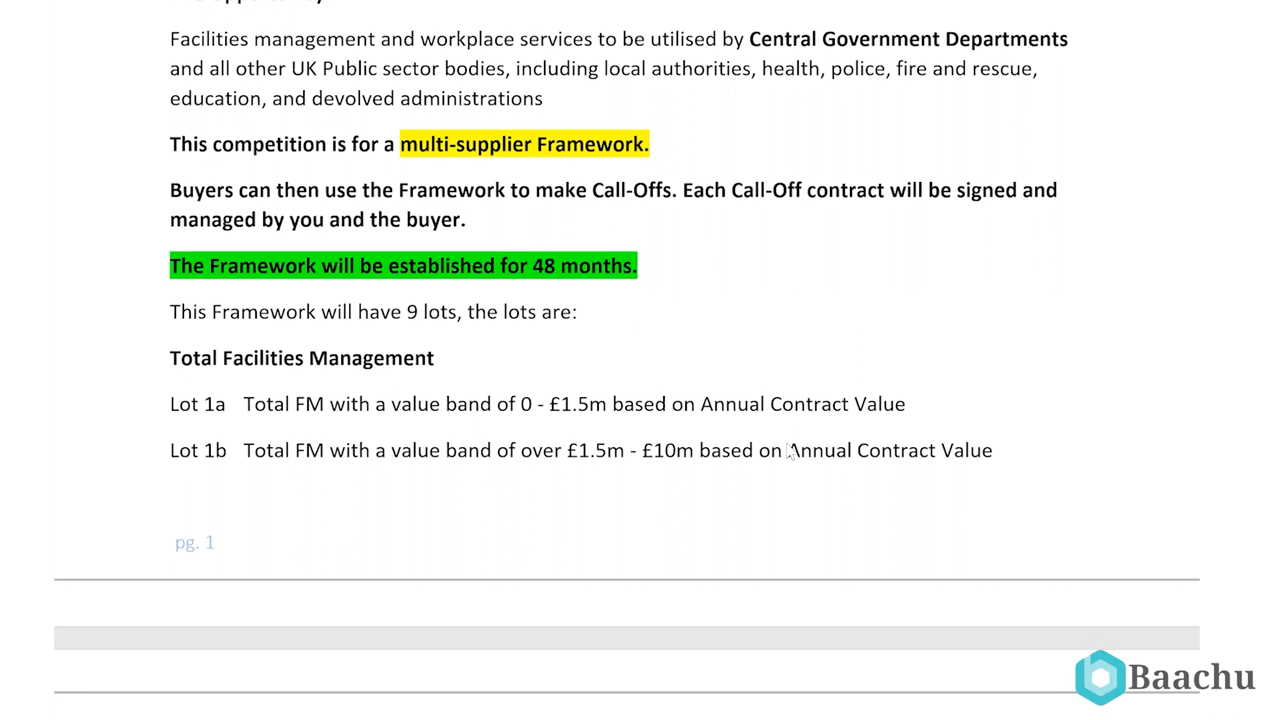 Facilities management and workplace services to be utilised by Central Government Departments
and all other UK Public sector bodies, including local authorities, health, police, fire and rescue,
education, and devolved administrations
This competition is for a multi-supplier Framework.
Buyers can then use the Framework to make Call-Offs. Each Call-Off contract will be signed and
managed by you and the buyer.
The Framework will be established for 48 months.
This Framework will have 9 lots, the lots are:
Total Facilities Management
Lot 1a Total FM with a value band of 0 - £1.5m based on Annual Contract Value
Lot 1b Total FM with a value band of over £1.5m - £10m based on Annual Contract Value
pg. 1
Baachu